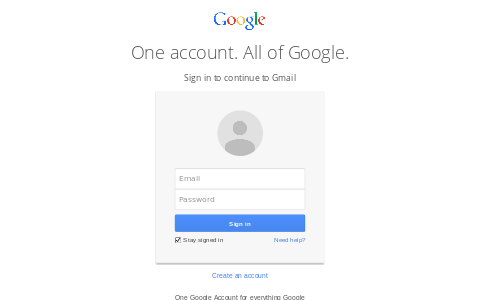 Google
One account. All of Google.
Sign in to continue to Gmail
Email
Password
Sign in
Stay signed in Need help?
Create an account
One Google Account for everything Google